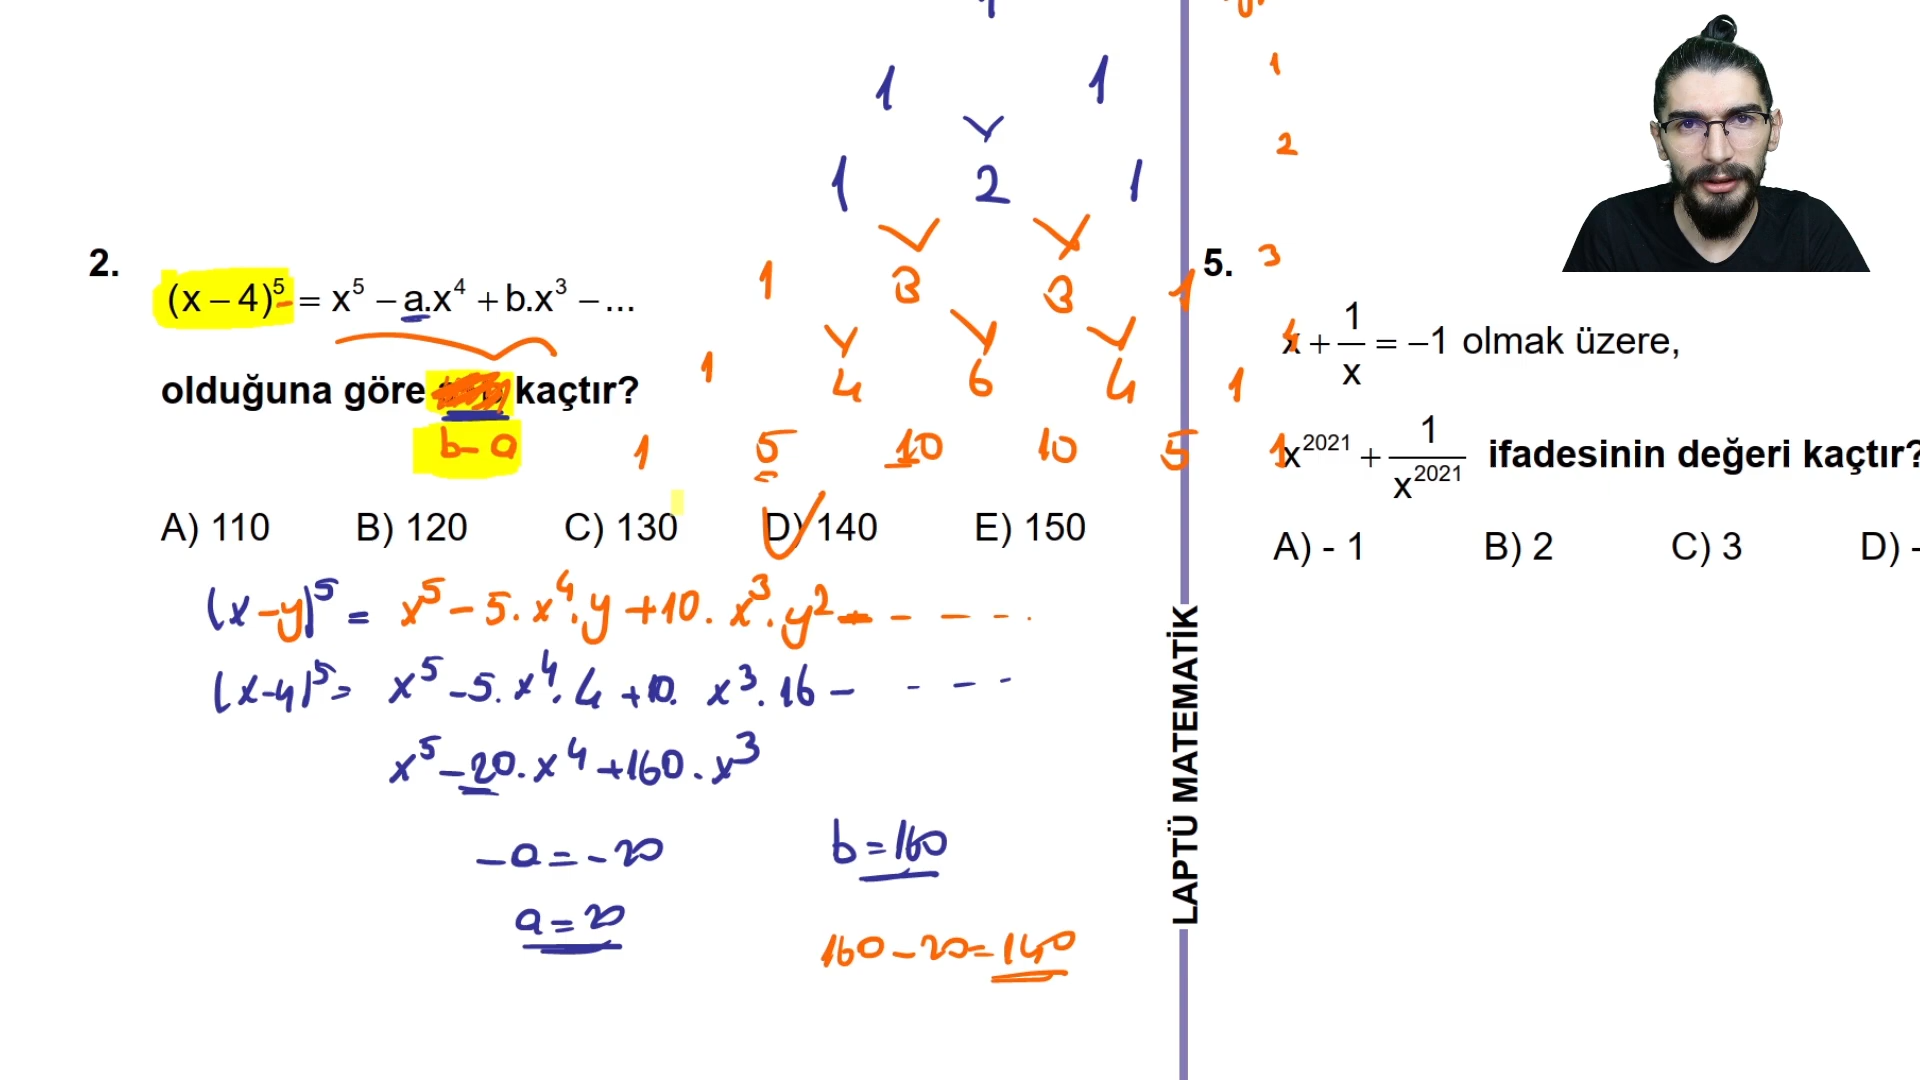 1 1
1 2 1
1 3 3 1
1 4 6 4 1
1 5 10 10 5 1
2.
(x – 4)⁵ = x⁵ – a.x⁴ + b.x³ – ...
olduğuna göre kaçtır?
b – a
A) 110 B) 120 C) 130 D) 140 E) 150
(x – y)⁵ = x⁵ – 5. x⁴. y + 10. x³. y² – – – – – .
(x – 4)⁵ = x⁵ – 5. x⁴. 4 + 10. x³. 16 – - – -
x⁵ – 20. x⁴ + 160. x³
– a = – 20
a = 20
b = 160
160 – 20 = 140
LAPTÜ MATEMATİK
1
2
3
4
5.
x + 1/x = –1 olmak üzere,
x²⁰²¹ + 1/x²⁰²¹ ifadesinin değeri kaçtır?
A) - 1 B) 2 C) 3 D) -